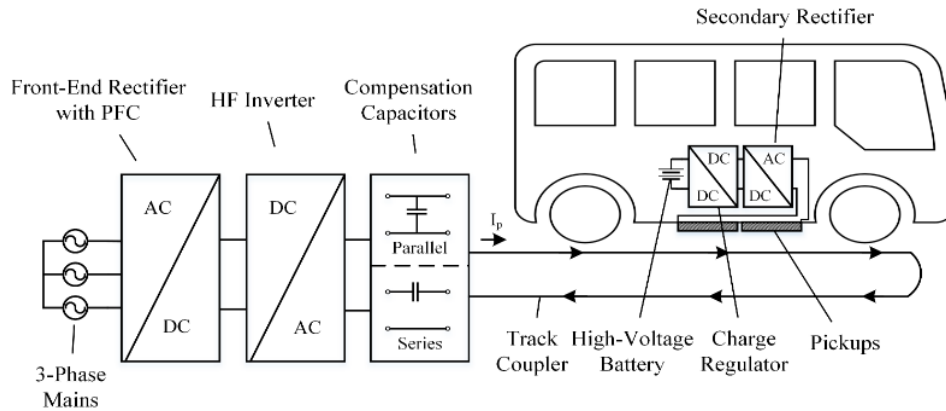 Secondary Rectifier
Front-End Rectifier
with PFC
HF Inverter
Compensation
Capacitors
DC
DC
AC
DC
AC
DC
DC
AC
Parallel
Series
I_p
Track
Coupler
High-Voltage
Battery
Charge
Regulator
Pickups
3-Phase
Mains